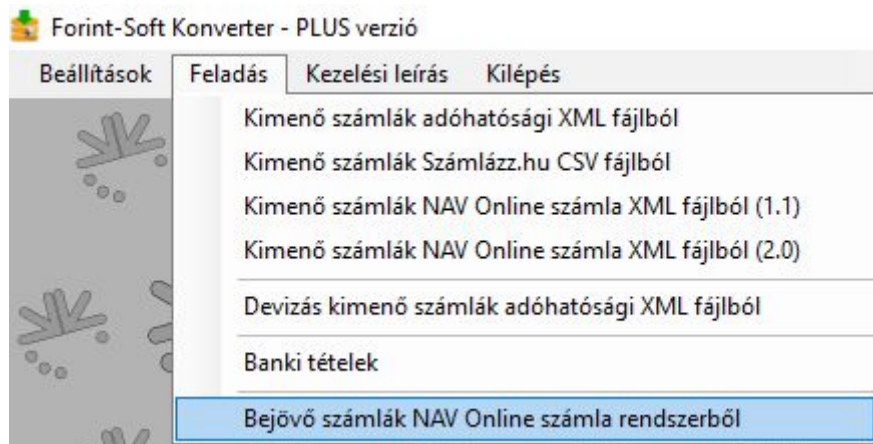 Forint-Soft Konverter - PLUS verzió
Beállítások Feladás Kezelési leírás Kilépés
Kimenő számlák adóhatósági XML fájlból
Kimenő számlák Számlázz.hu CSV fájlból
Kimenő számlák NAV Online számla XML fájlból (1.1)
Kimenő számlák NAV Online számla XML fájlból (2.0)
Devizás kimenő számlák adóhatósági XML fájlból
Banki tételek
Bejövő számlák NAV Online számla rendszerből